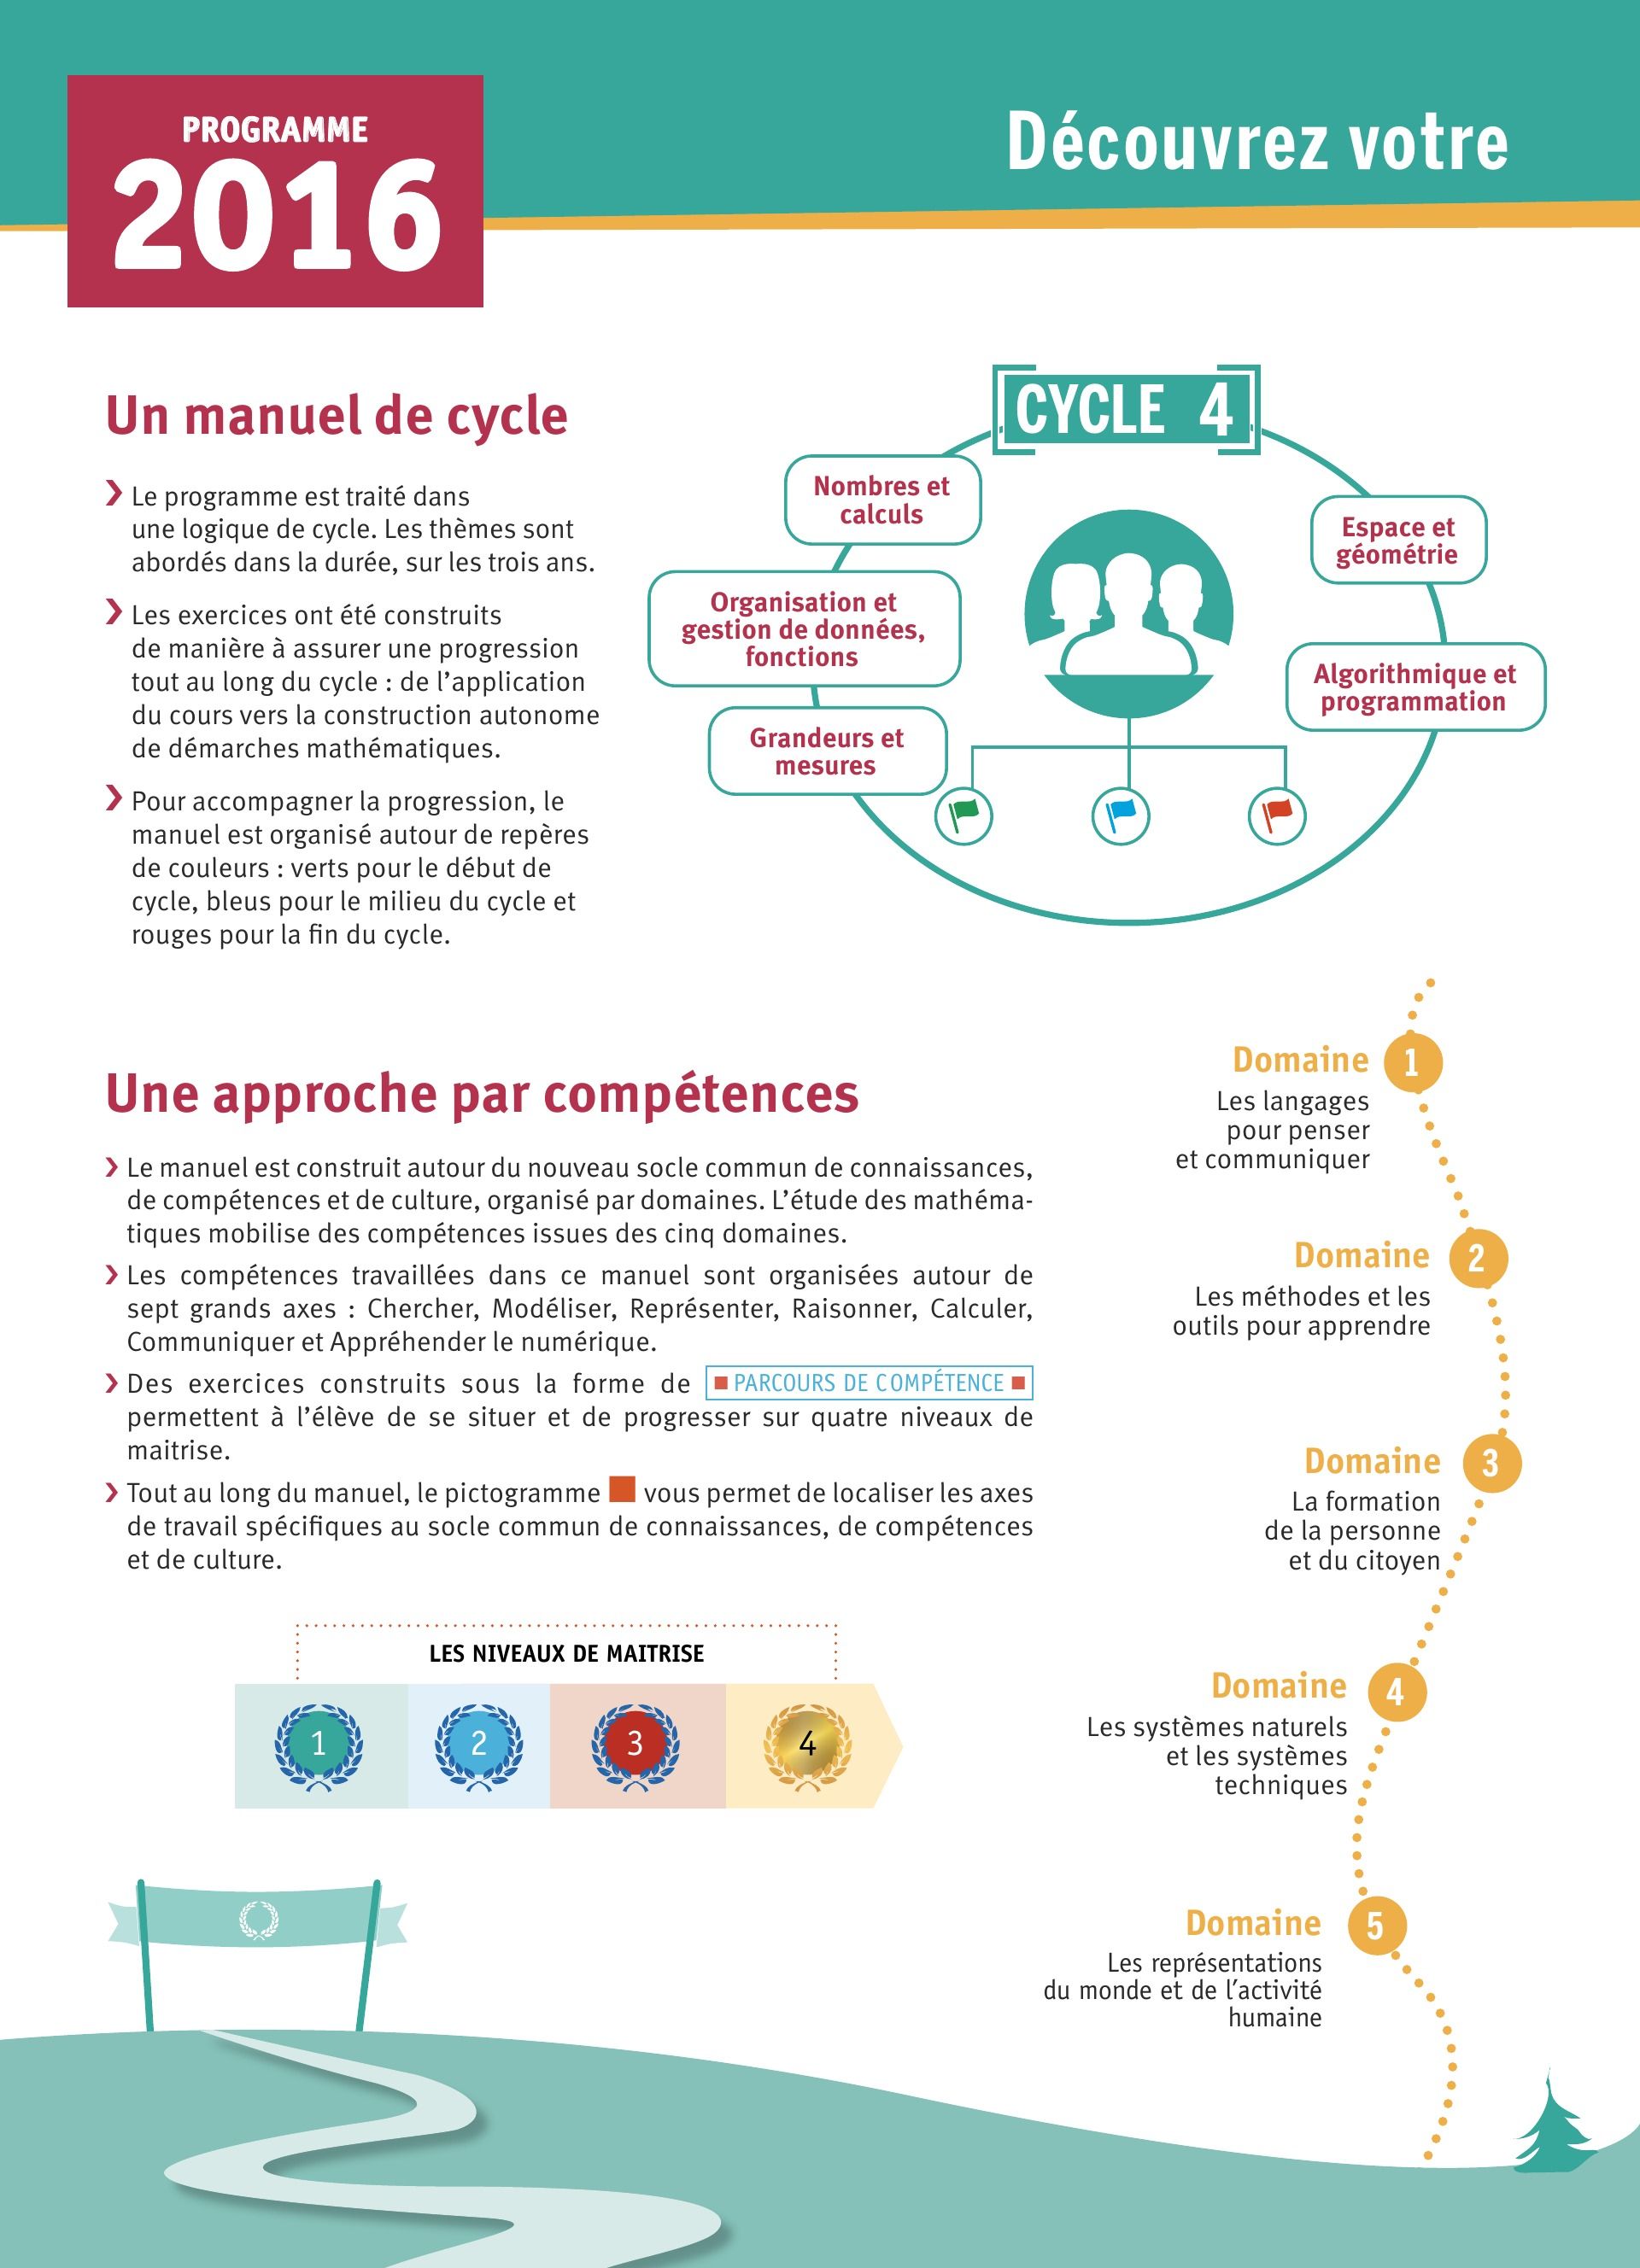 PROGRAMME
2016
Découvrez votre
Un manuel de cycle
❯ Le programme est traité dans
une logique de cycle. Les thèmes sont
abordés dans la durée, sur les trois ans.
❯ Les exercices ont été construits
de manière à assurer une progression
tout au long du cycle : de l’application
du cours vers la construction autonome
de démarches mathématiques.
❯ Pour accompagner la progression, le
manuel est organisé autour de repères
de couleurs : verts pour le début de
cycle, bleus pour le milieu du cycle et
rouges pour la fin du cycle.
CYCLE 4
Nombres et
calculs
Organisation et
gestion de données,
fonctions
Grandeurs et
mesures
Espace et
géométrie
Algorithmique et
programmation
Une approche par compétences
❯ Le manuel est construit autour du nouveau socle commun de connaissances,
de compétences et de culture, organisé par domaines. L’étude des mathéma-
tiques mobilise des compétences issues des cinq domaines.
❯ Les compétences travaillées dans ce manuel sont organisées autour de
sept grands axes : Chercher, Modéliser, Représenter, Raisonner, Calculer,
Communiquer et Appréhender le numérique.
❯ Des exercices construits sous la forme de ■ PARCOURS DE COMPÉTENCE ■
permettent à l’élève de se situer et de progresser sur quatre niveaux de
maitrise.
❯ Tout au long du manuel, le pictogramme ■ vous permet de localiser les axes
de travail spécifiques au socle commun de connaissances, de compétences
et de culture.
LES NIVEAUX DE MAITRISE
1 2 3 4
Domaine 1
Les langages
pour penser
et communiquer
Domaine 2
Les méthodes et les
outils pour apprendre
Domaine 3
La formation
de la personne
et du citoyen
Domaine 4
Les systèmes naturels
et les systèmes
techniques
Domaine 5
Les représentations
du monde et de l’activité
humaine